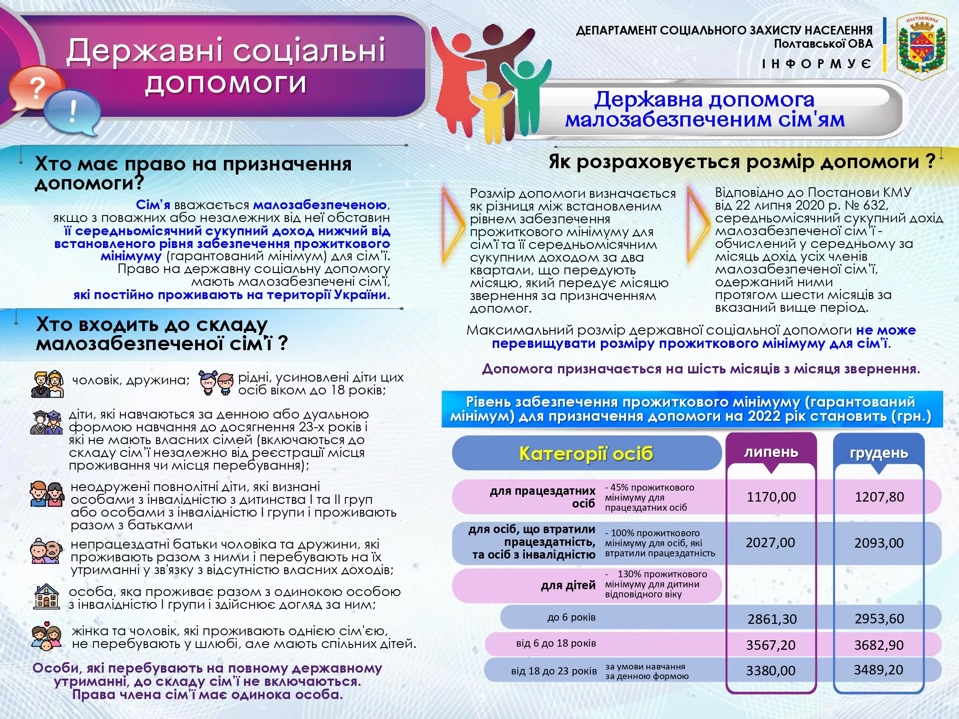 Державні соціальні
допомоги
?
!
ДЕПАРТАМЕНТ СОЦІАЛЬНОГО ЗАХИСТУ НАСЕЛЕННЯ
Полтавської ОВА
ІНФОРМУЄ
Державна допомога
малозабезпеченим сім'ям
Хто має право на призначення
допомоги?
Сім'я вважається малозабезпеченою,
якщо з поважних або незалежних від неї обставин
її середньомісячний сукупний доход нижчий від
встановленого рівня забезпечення прожиткового
мінімуму (гарантований мінімум) для сім'ї.
Право на державну соціальну допомогу
мають малозабезпечені сім'ї,
які постійно проживають на території України.
Хто входить до складу
малозабезпеченої сім'ї ?
чоловік, дружина;
рідні, усиновлені діти цих
осіб віком до 18 років;
діти, які навчаються за денною або дуальною
формою навчання до досягнення 23-х років і
які не мають власних сімей (включаються до
складу сім'ї незалежно від реєстрації місця
проживання чи місця перебування);
неодружені повнолітні діти, які визнані
особами з інвалідністю з дитинства І та ІІ груп
або особами з інвалідністю І групи і проживають
разом з батьками
непрацездатні батьки чоловіка та дружини, які
проживають разом з ними і перебувають на їх
утриманні у зв'язку з відсутністю власних доходів;
особа, яка проживає разом з одинокою особою
з інвалідністю І групи і здійснює догляд за ним;
жінка та чоловік, які проживають однією сім'єю,
не перебувають у шлюбі, але мають спільних дітей.
Особи, які перебувають на повному державному
утриманні, до складу сім'ї не включаються.
Права члена сім'ї має одинока особа.
Як розраховується розмір допомоги ?
Розмір допомоги визначається
як різниця між встановленим
рівнем забезпечення
прожиткового мінімуму для
сім'ї та її середньомісячним
сукупним доходом за два
квартали, що передують
місяцю, який передує місяцю
звернення за призначенням
допомог.
Відповідно до Постанови КМУ
від 22 липня 2020 р. № 632,
середньомісячний сукупний дохід
малозабезпеченої сім'ї -
обчислений у середньому за
місяць дохід усіх членів
малозабезпеченої сім'ї,
одержаний ними
протягом шести місяців за
вказаний вище період.
Максимальний розмір державної соціальної допомоги не може
перевищувати розміру прожиткового мінімуму для сім'ї.
Допомога призначається на шість місяців з місяця звернення.
Рівень забезпечення прожиткового мінімуму (гарантований
мінімум) для призначення допомоги на 2022 рік становить (грн.)
Категорії осіб
липень
грудень
для працездатних
осіб
- 45% прожиткового
мінімуму для
працездатних осіб
1170,00
1207,80
для осіб, що втратили
працездатність,
та осіб з інвалідністю
- 100% прожиткового
мінімуму для осіб, які
втратили працездатність
2027,00
2093,00
для дітей
- 130% прожиткового
мінімуму для дитини
відповідного віку
до 6 років
2861,30
2953,60
від 6 до 18 років
3567,20
3682,90
від 18 до 23 років
за умови навчання
за денною формою
3380,00
3489,20